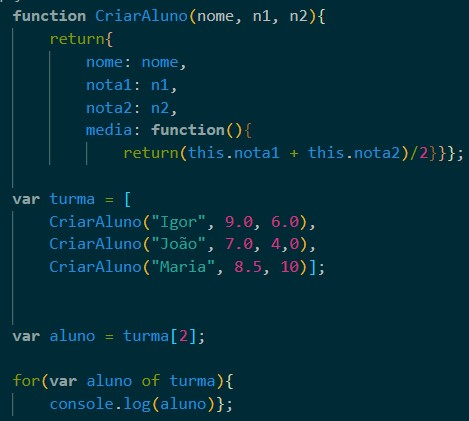 function CriarAluno(nome, n1, n2){
    return{
        nome: nome,
        nota1: n1,
        nota2: n2,
        media: function(){
            return(this.nota1 + this.nota2)/2}}};
var turma = [
    CriarAluno("Igor", 9.0, 6.0),
    CriarAluno("João", 7.0, 4,0),
    CriarAluno("Maria", 8.5, 10)];
var aluno = turma[2];
for(var aluno of turma){
    console.log(aluno)};